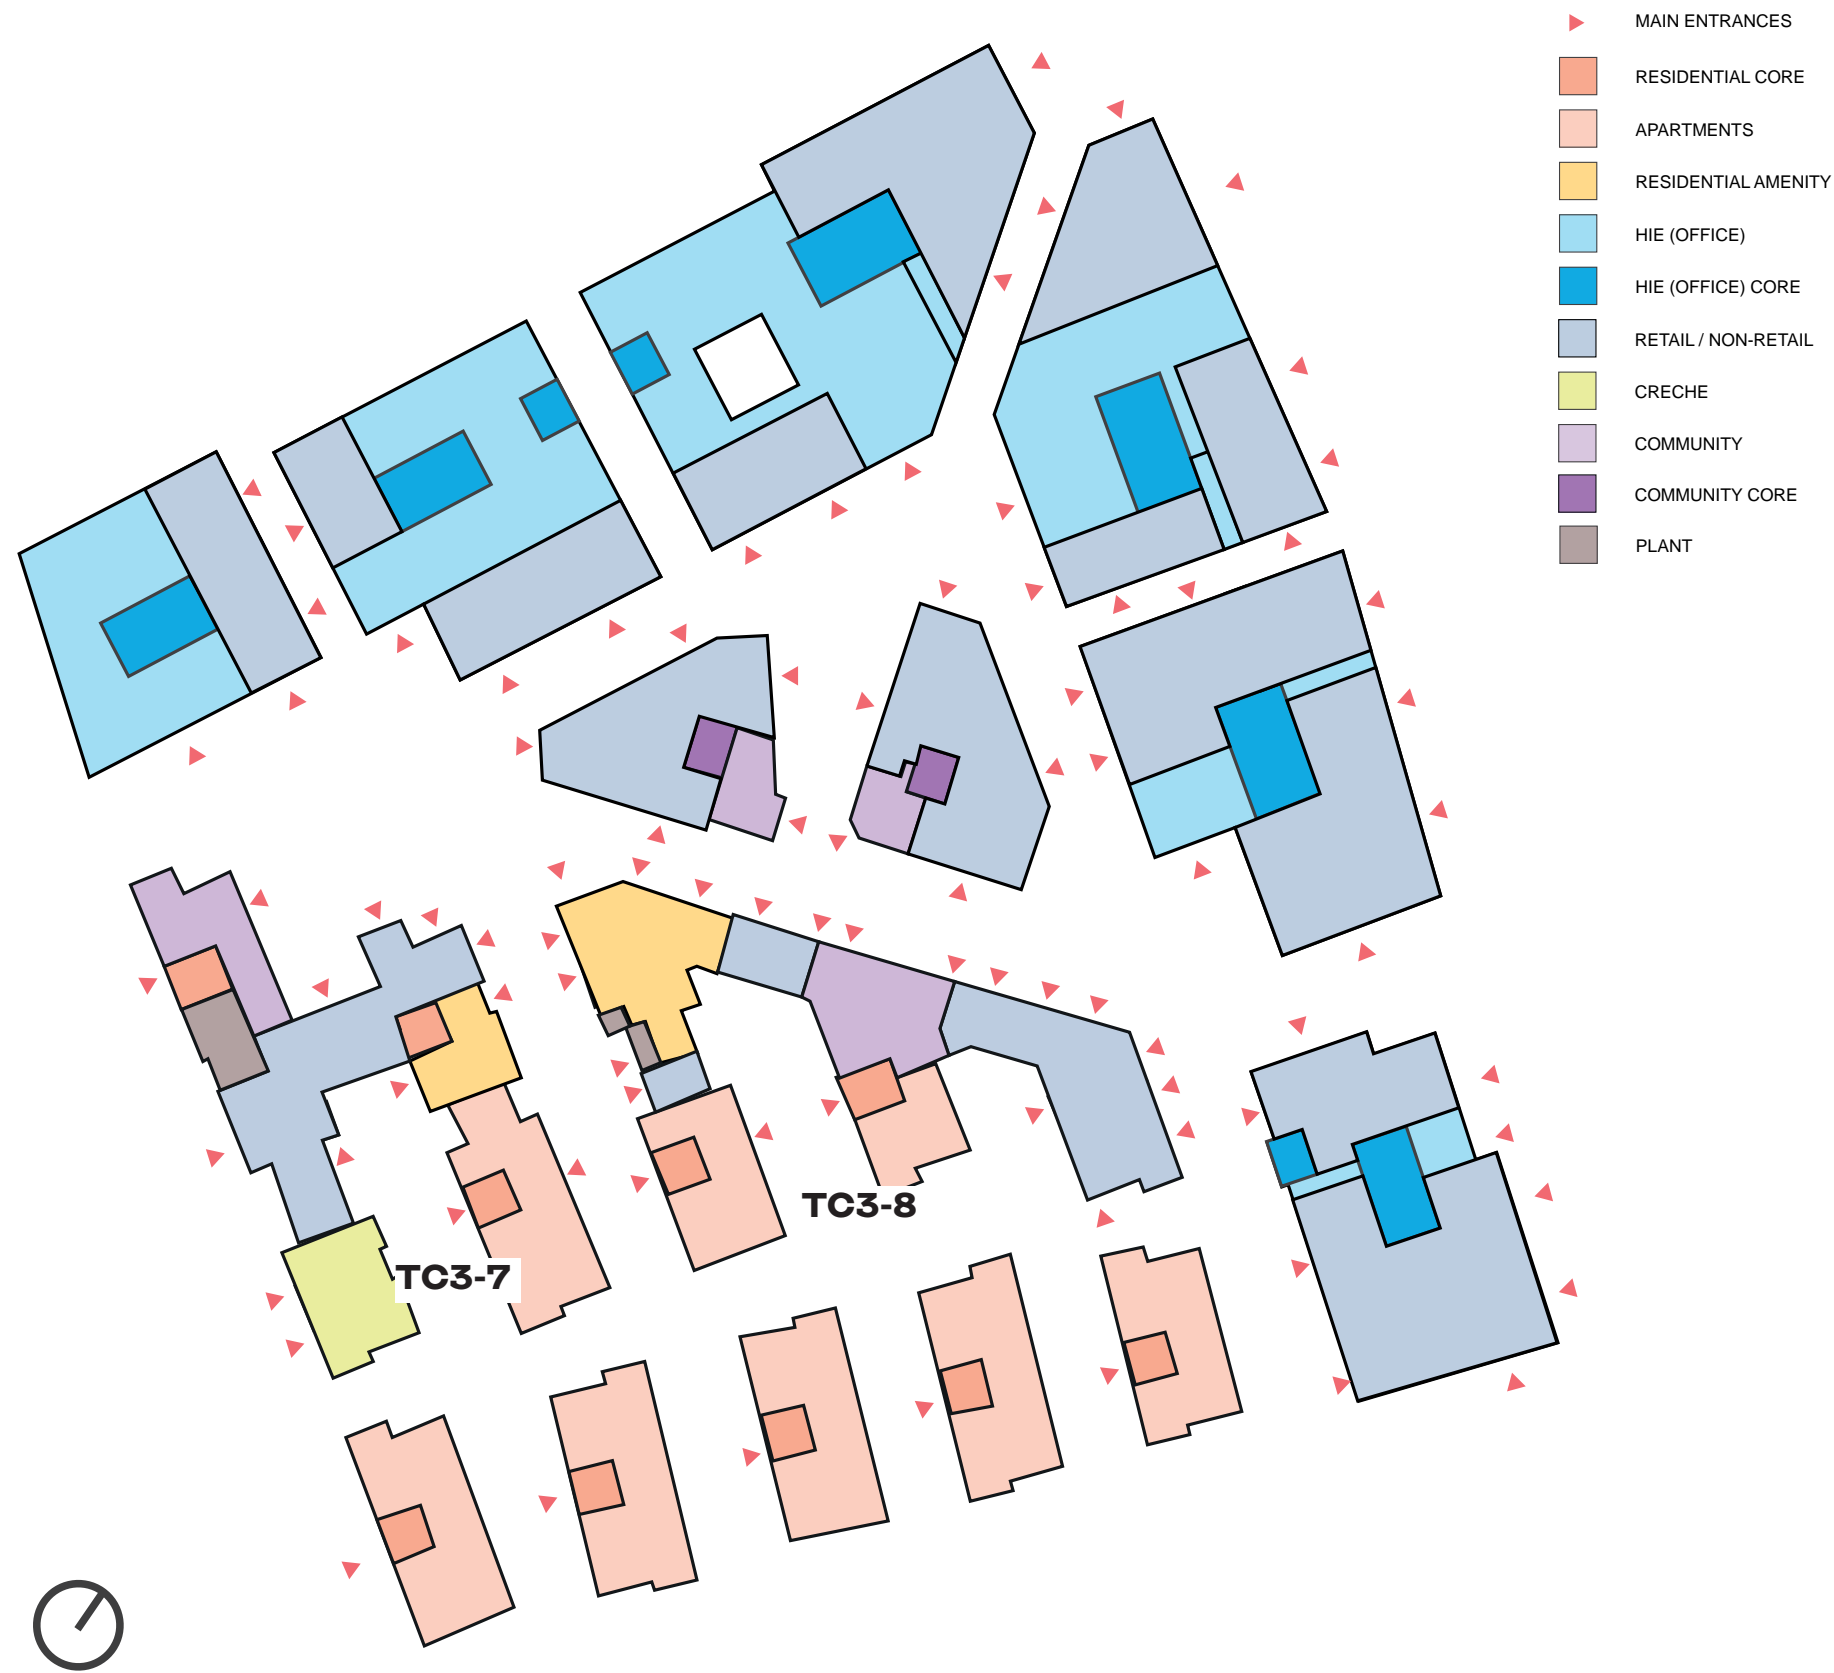 MAIN ENTRANCES
RESIDENTIAL CORE
APARTMENTS
RESIDENTIAL AMENITY
HIE (OFFICE)
HIE (OFFICE) CORE
RETAIL / NON-RETAIL
CRECHE
COMMUNITY
COMMUNITY CORE
PLANT
TC3-8
TC3-7